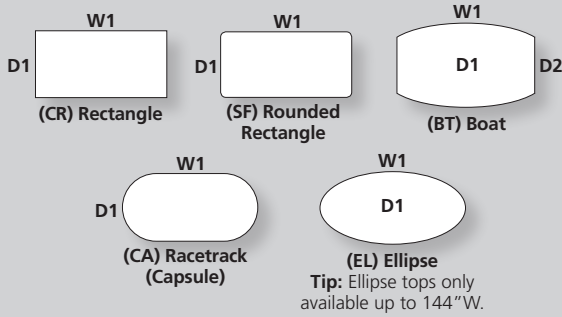 W1
D1
(CR) Rectangle
W1
D1
(SF) Rounded
Rectangle
W1
D1
D2
(BT) Boat
W1
D1
(CA) Racetrack
(Capsule)
W1
D1
(EL) Ellipse
Tip: Ellipse tops only
available up to 144”W.